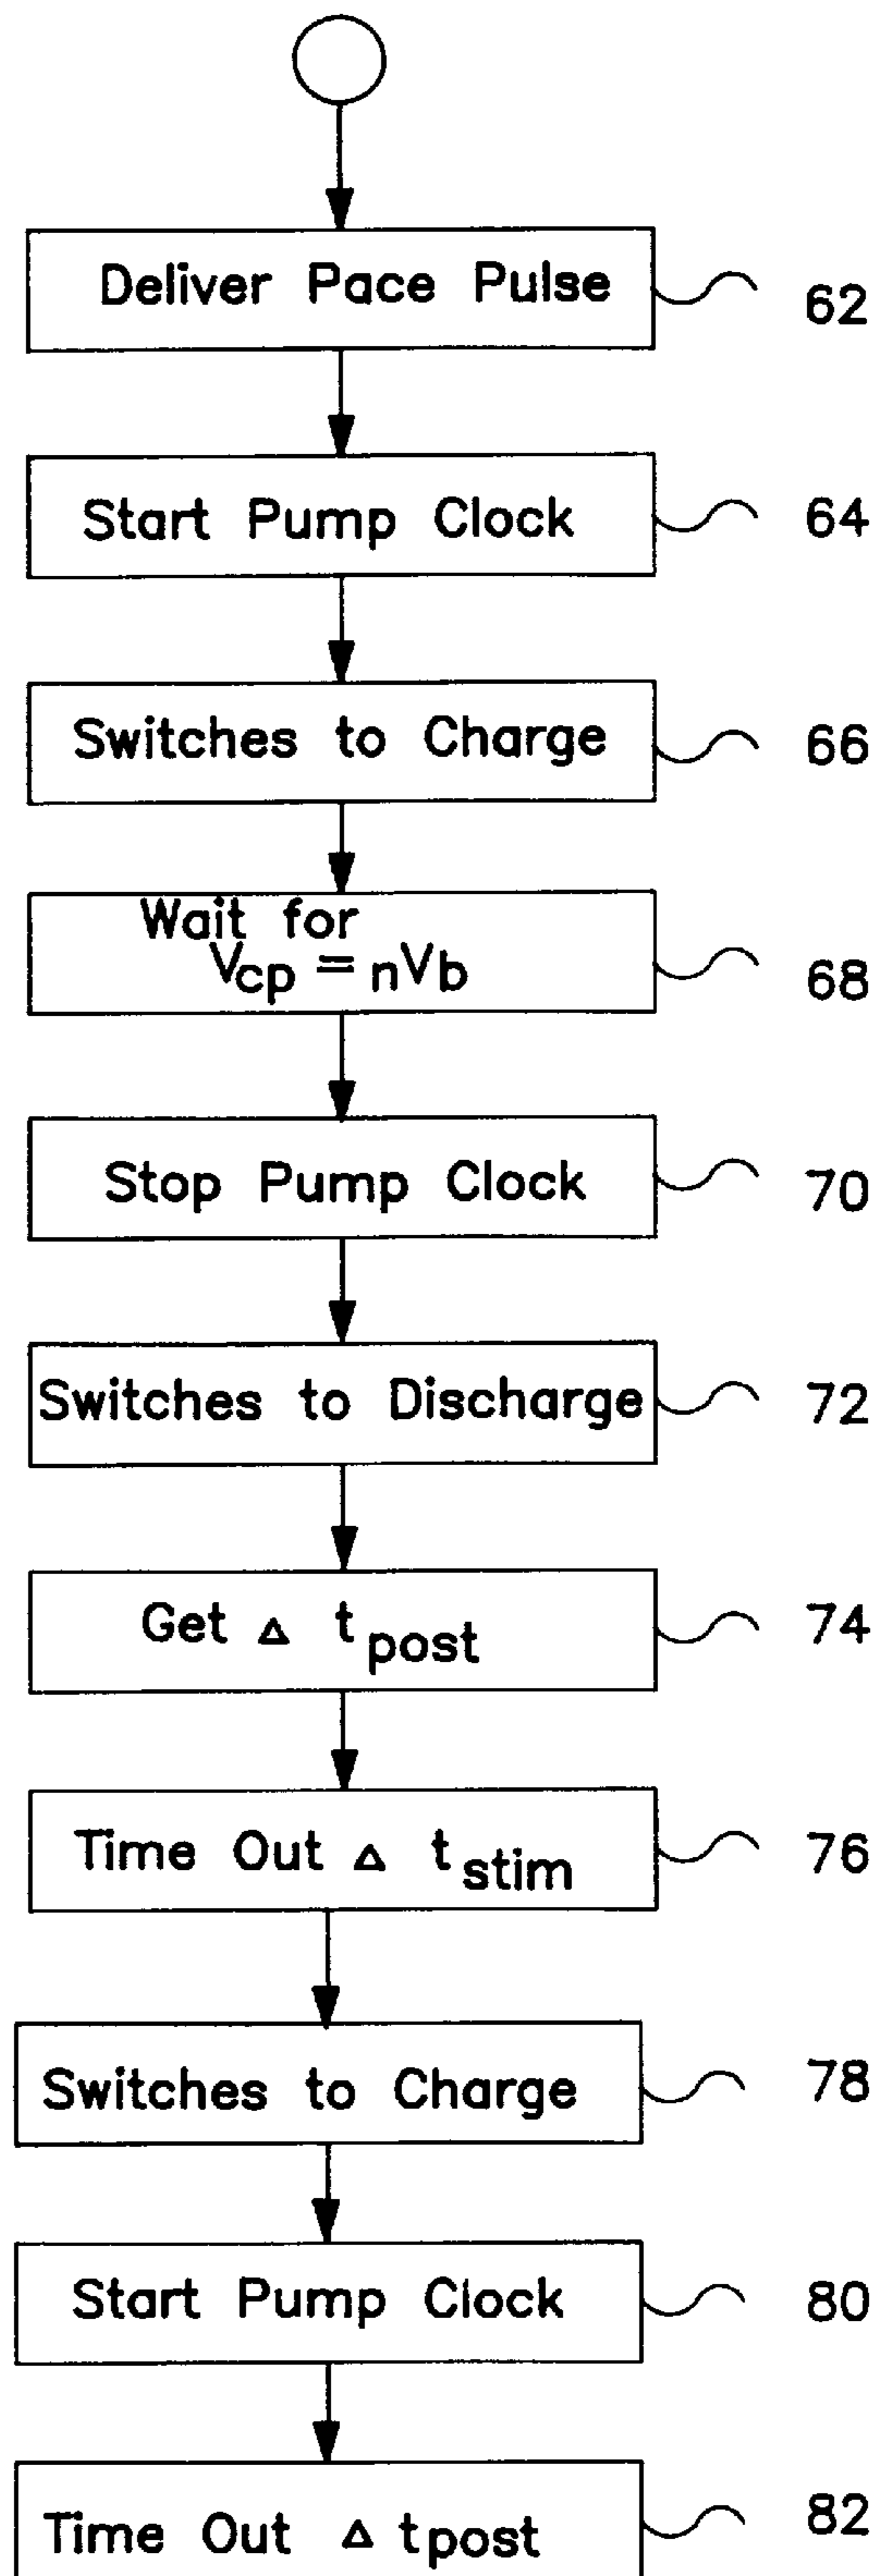 Deliver Pace Pulse
62
Start Pump Clock
64
Switches to Charge
66
Wait for
Vcp = nVb
68
Stop Pump Clock
70
Switches to Discharge
72
Get Δ tpost
74
Time Out Δ tstim
76
Switches to Charge
78
Start Pump Clock
80
Time Out Δ tpost
82